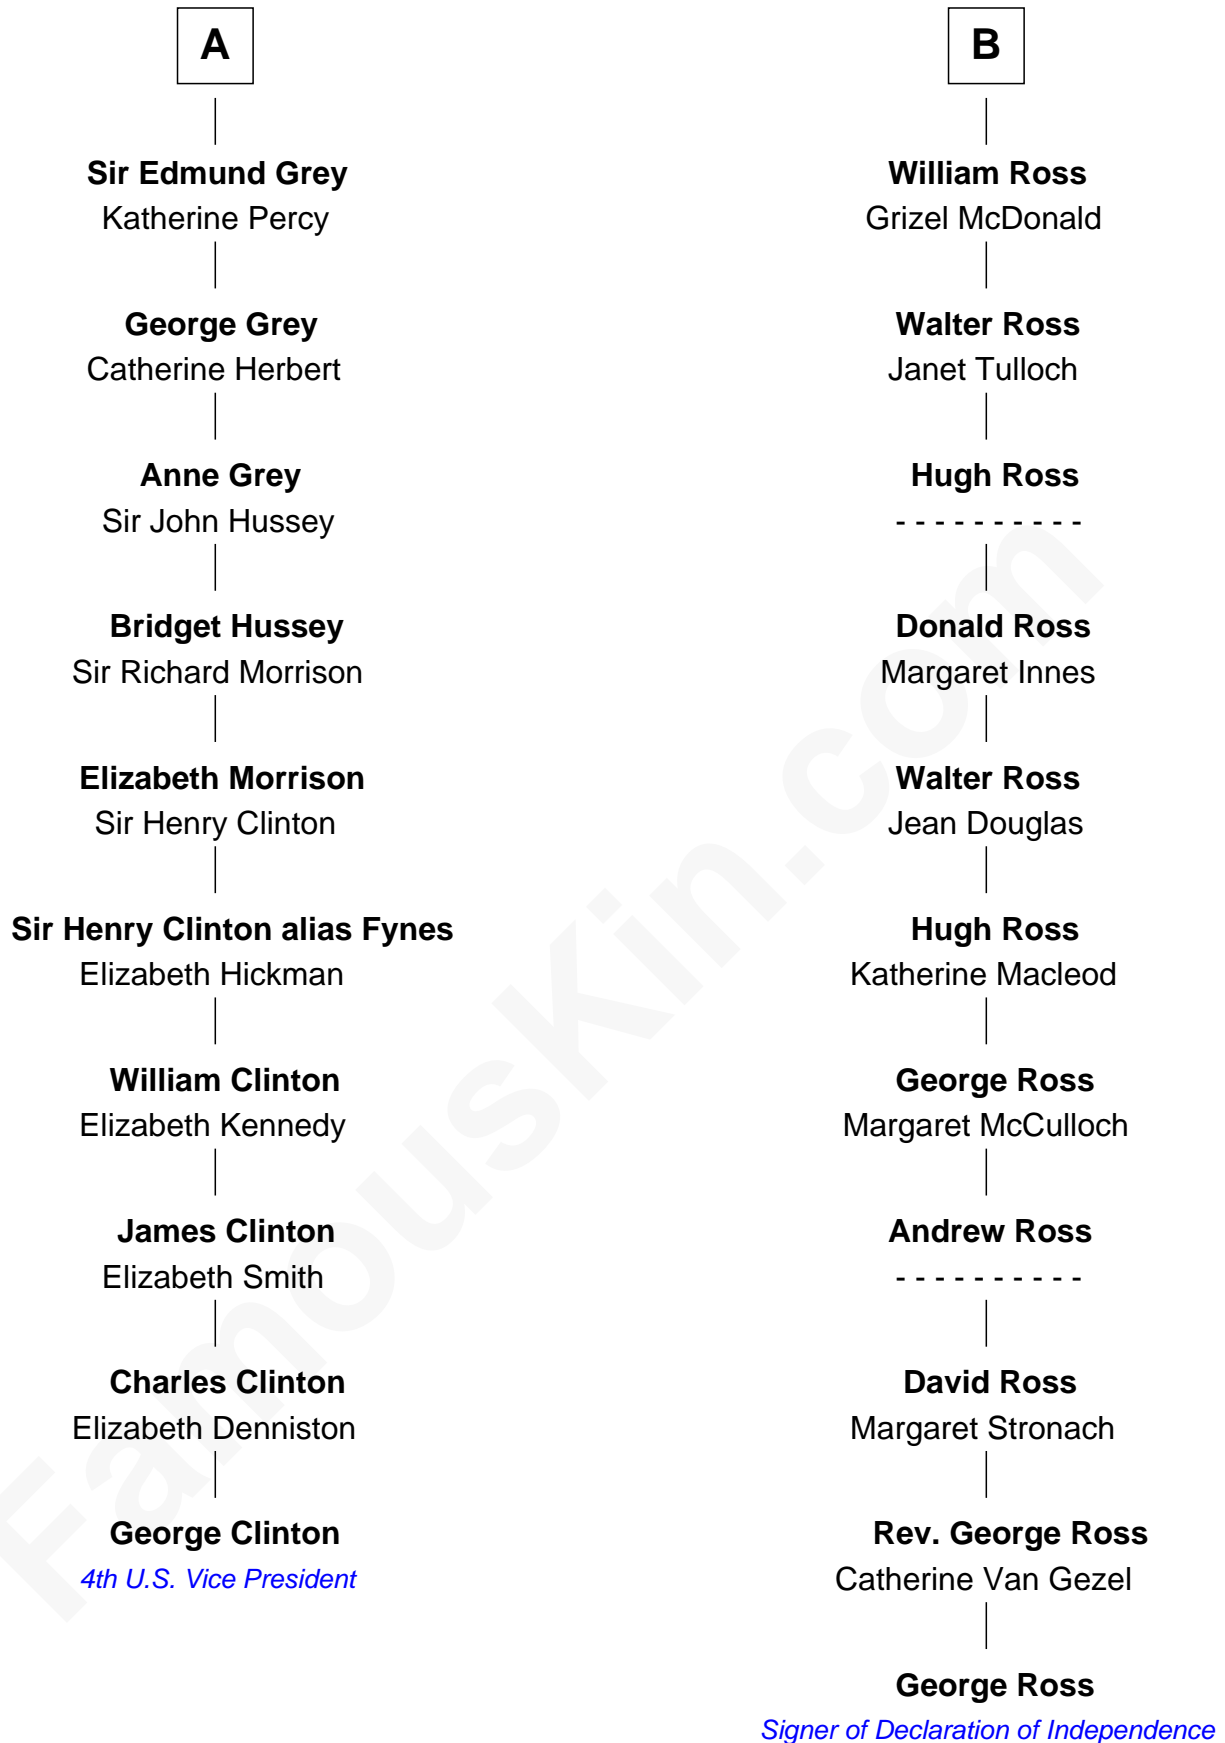 A
Sir Edmund Grey
Katherine Percy
George Grey
Catherine Herbert
Anne Grey
Sir John Hussey
Bridget Hussey
Sir Richard Morrison
Elizabeth Morrison
Sir Henry Clinton
Sir Henry Clinton alias Fynes
Elizabeth Hickman
William Clinton
Elizabeth Kennedy
James Clinton
Elizabeth Smith
Charles Clinton
Elizabeth Denniston
George Clinton
4th U.S. Vice President
B
William Ross
Grizel McDonald
Walter Ross
Janet Tulloch
Hugh Ross
- - - - - - - - - -
Donald Ross
Margaret Innes
Walter Ross
Jean Douglas
Hugh Ross
Katherine Macleod
George Ross
Margaret McCulloch
Andrew Ross
- - - - - - - - - -
David Ross
Margaret Stronach
Rev. George Ross
Catherine Van Gezel
George Ross
Signer of Declaration of Independence
FamousKin.com